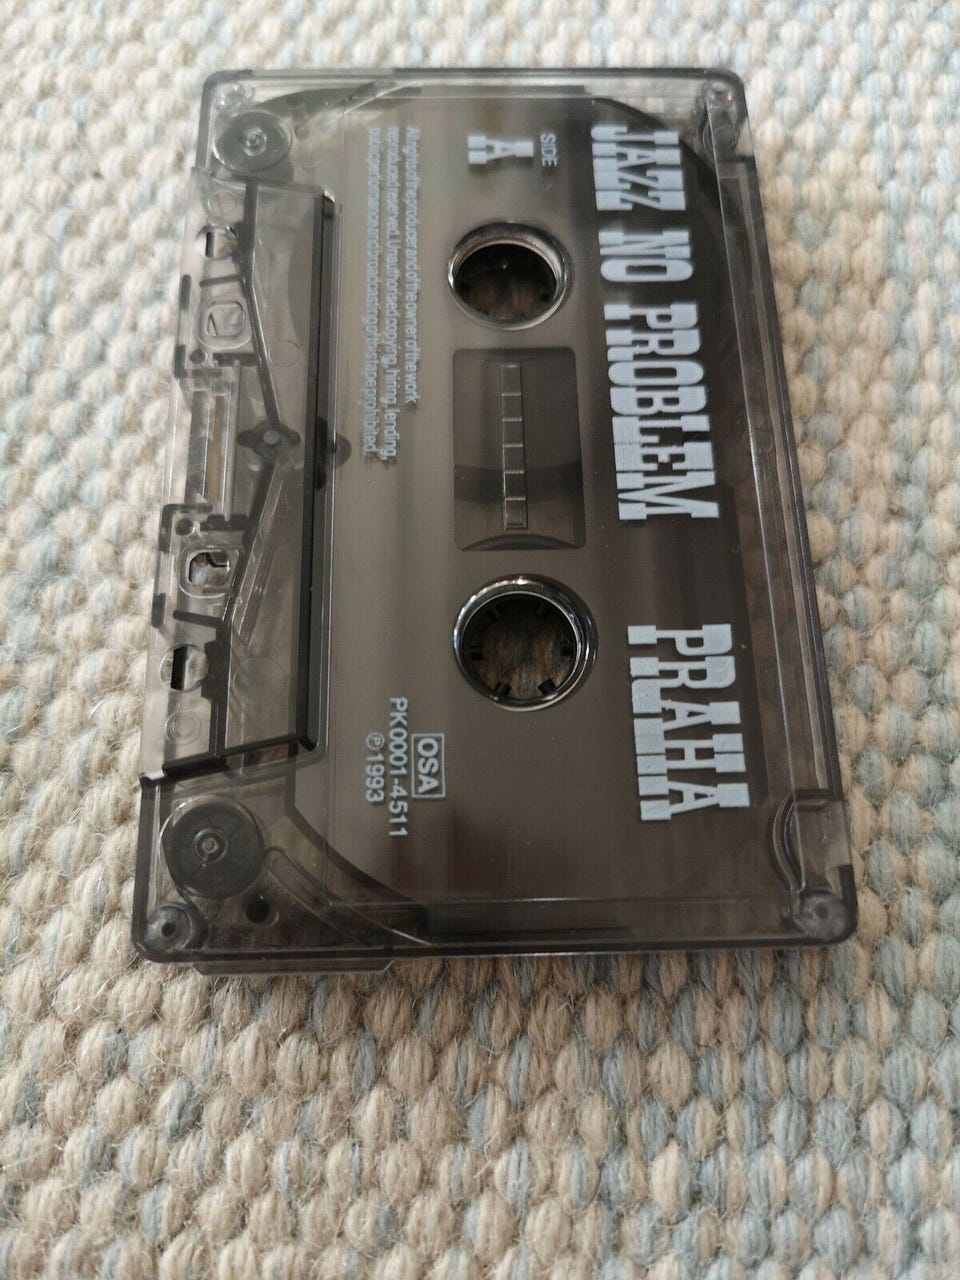 JAZZ NO PROBLEM PRAHA
SIDE
A
All rights of the producer and of the owner of the work
reproduced reserved. Unauthorised copying, hiring, lending,
public performance and broadcasting of this tape prohibited.
OSA
PK0001-4511
℗1993